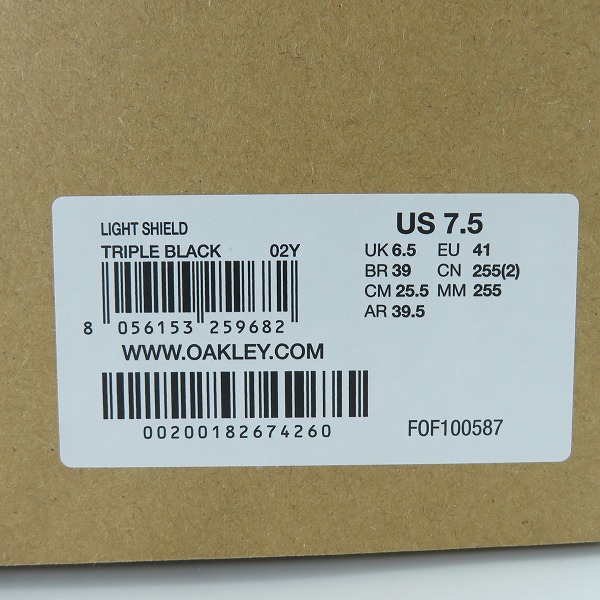 LIGHT SHIELD
TRIPLE BLACK 02Y
8 056153 259682
WWW.OAKLEY.COM
00200182674260
US 7.5
UK 6.5 EU 41
BR 39 CN 255(2)
CM 25.5 MM 255
AR 39.5
FOF100587